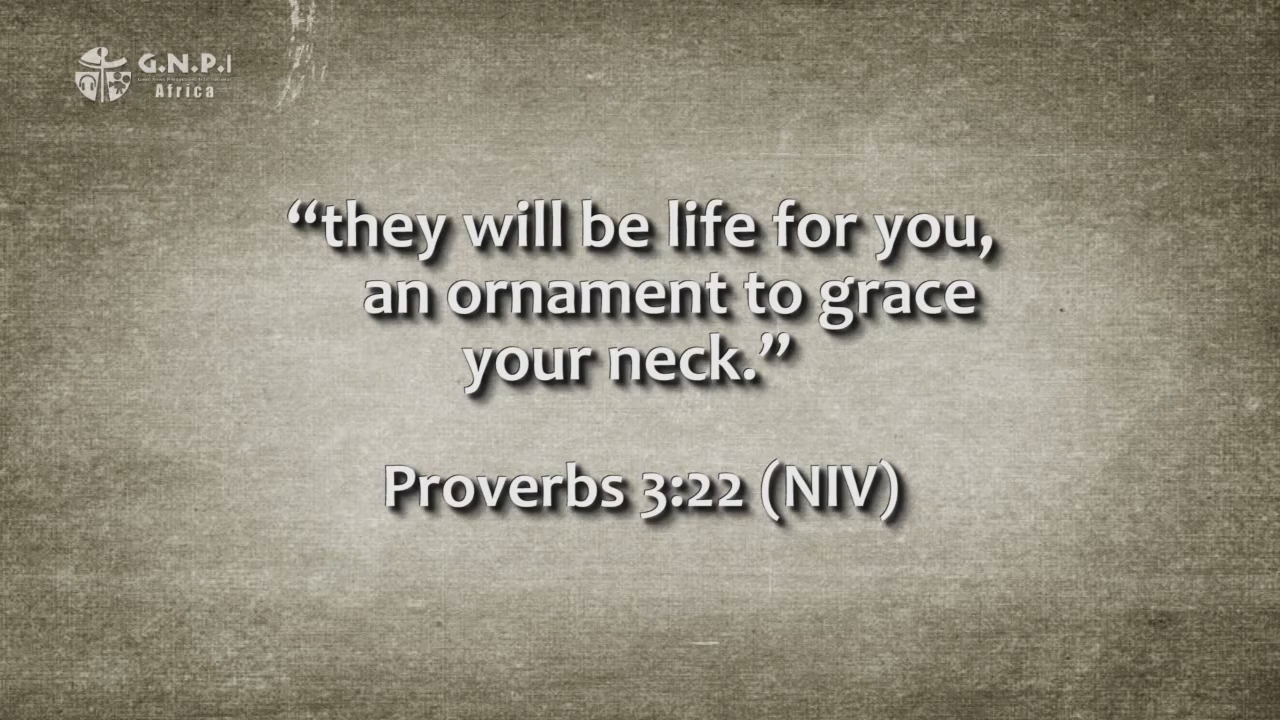 G.N.P.I
Africa
“they will be life for you,
an ornament to grace
your neck.”
Proverbs 3:22 (NIV)